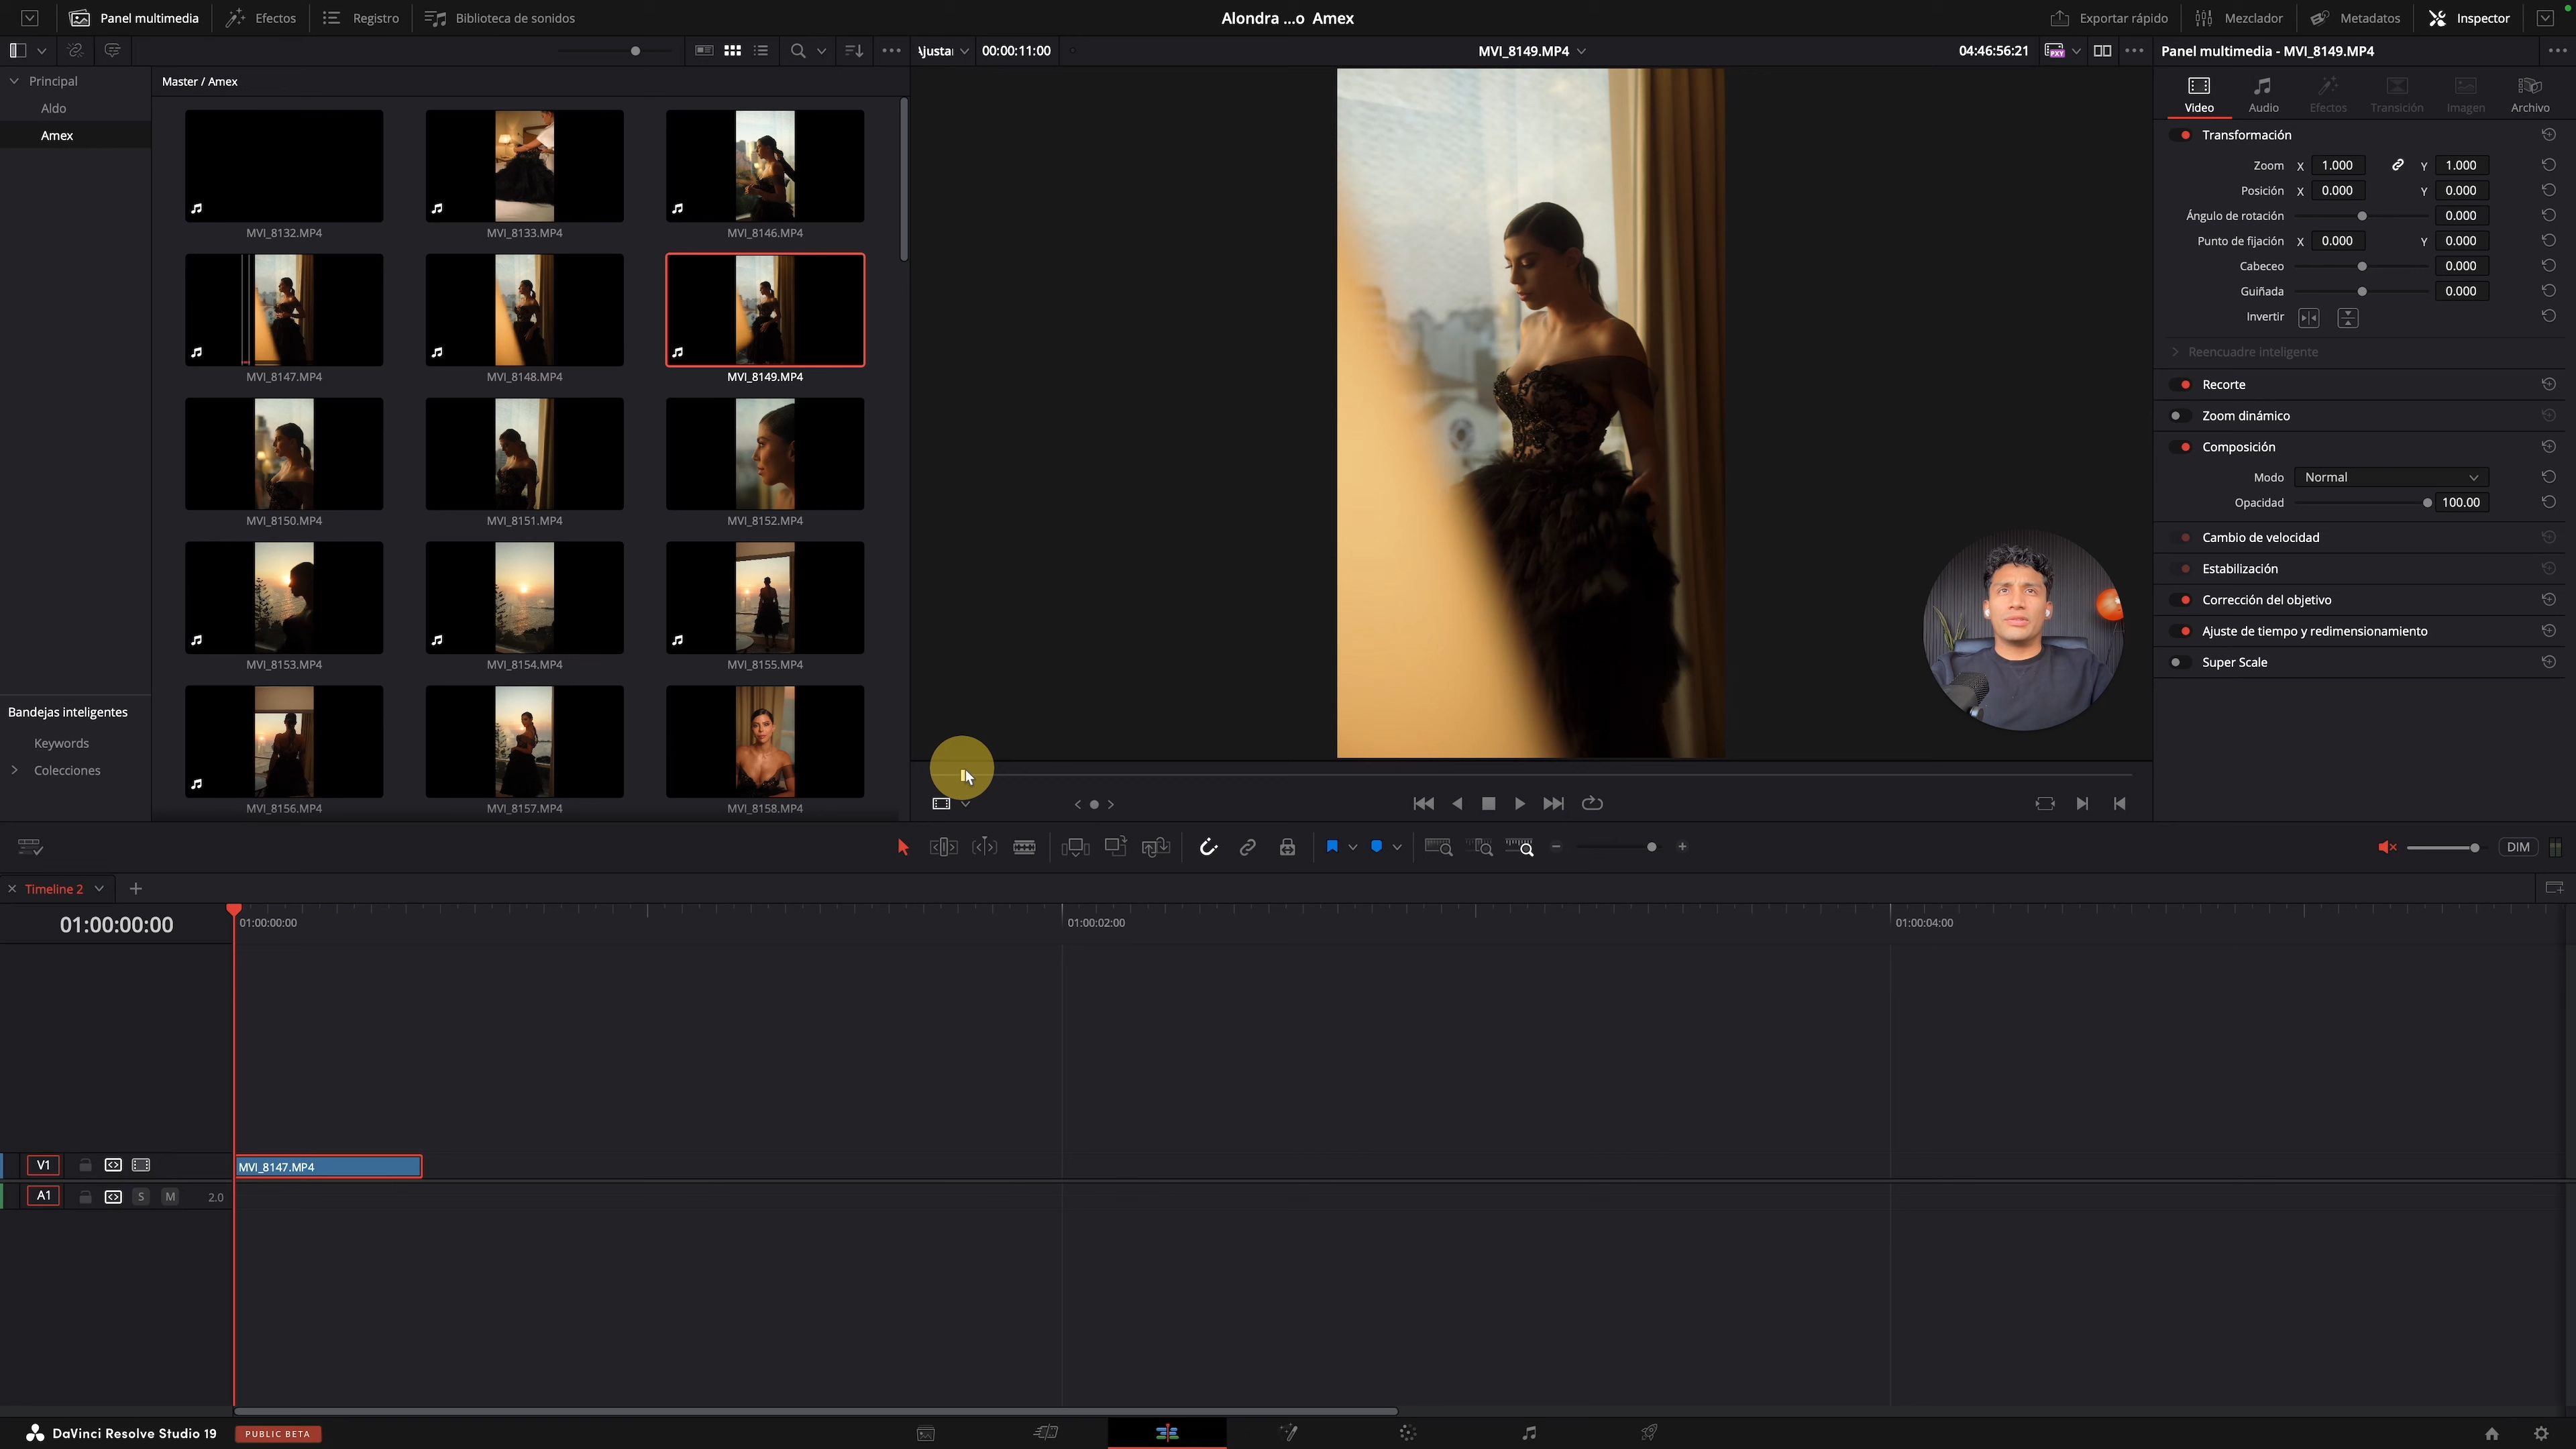 Panel multimedia
Efectos
Registro
Biblioteca de sonidos
Alondra ...o Amex
Exportar rápido
Mezclador
Metadatos
Inspector
Ajustar
00:00:11:00
MVI_8149.MP4
04:46:56:21
PXY
Panel multimedia - MVI_8149.MP4
Principal
Aldo
Amex
Master / Amex
MVI_8132.MP4
MVI_8133.MP4
MVI_8146.MP4
MVI_8147.MP4
MVI_8148.MP4
MVI_8149.MP4
MVI_8150.MP4
MVI_8151.MP4
MVI_8152.MP4
MVI_8153.MP4
MVI_8154.MP4
MVI_8155.MP4
MVI_8156.MP4
MVI_8157.MP4
MVI_8158.MP4
Bandejas inteligentes
Keywords
Colecciones
Video
Audio
Efectos
Transición
Imagen
Archivo
Transformación
Zoom X 1.000 Y 1.000
Posición X 0.000 Y 0.000
Ángulo de rotación 0.000
Punto de fijación X 0.000 Y 0.000
Cabeceo 0.000
Guiñada 0.000
Invertir
Reencuadre inteligente
Recorte
Zoom dinámico
Composición
Modo Normal
Opacidad 100.00
Cambio de velocidad
Estabilización
Corrección del objetivo
Ajuste de tiempo y redimensionamiento
Super Scale
DIM
Timeline 2
01:00:00:00
01:00:00:00
01:00:02:00
01:00:04:00
V1
MVI_8147.MP4
A1
S
M
2.0
DaVinci Resolve Studio 19
PUBLIC BETA